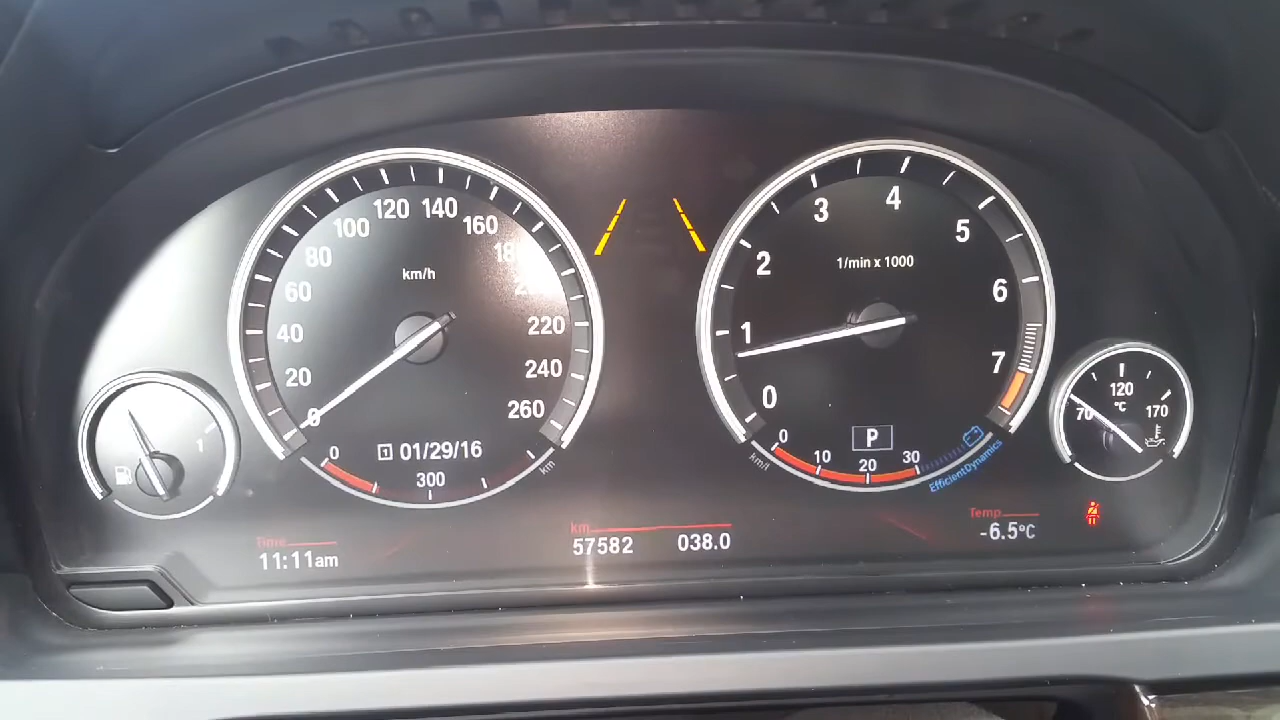 km/h
0
20
40
60
80
100
120
140
160
220
240
260
01/29/16
0
300
km
1/min x 1000
0
1
2
3
4
5
6
7
P
km/l
0
10
20
30
EfficientDynamics
1
70
120
170
°C
Time
11:11am
km
57582 038.0
Temp
-6.5°C